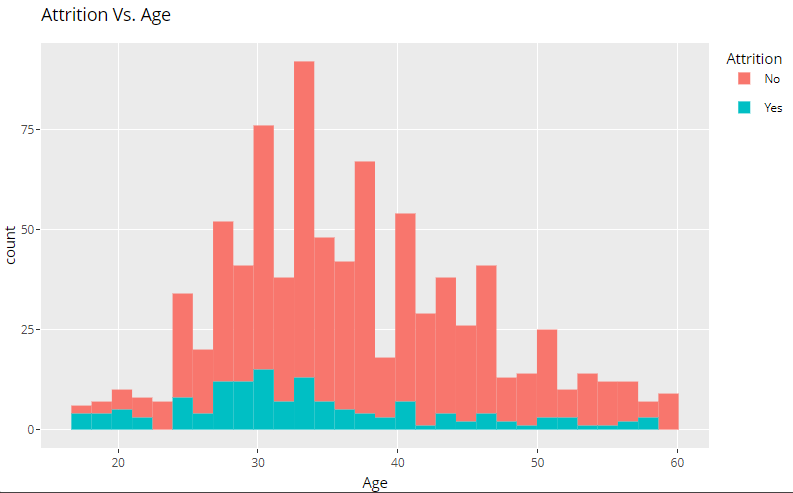 Attrition Vs. Age
Attrition
No
Yes
count
75
50
25
0
20
30
40
50
60
Age